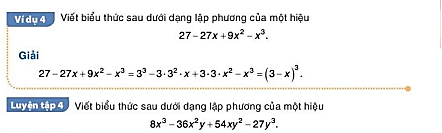 Ví dụ 4 Viết biểu thức sau dưới dạng lập phương của một hiệu
27 – 27x + 9x² – x³.
Giải
27 – 27x + 9x² – x³ = 3³ – 3·3²·x + 3·3·x² – x³ = (3 – x)³.
Luyện tập 4 Viết biểu thức sau dưới dạng lập phương của một hiệu
8x³ – 36x²y + 54xy² – 27y³.